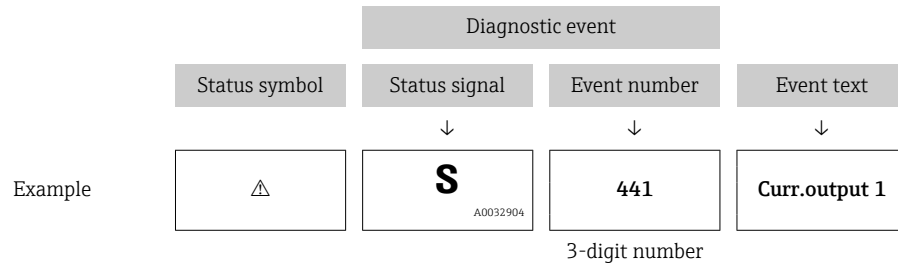 Diagnostic event
Status symbol Status signal Event number Event text
↓ ↓ ↓
Example ⚠ S 441 Curr.output 1
A0032904
3-digit number